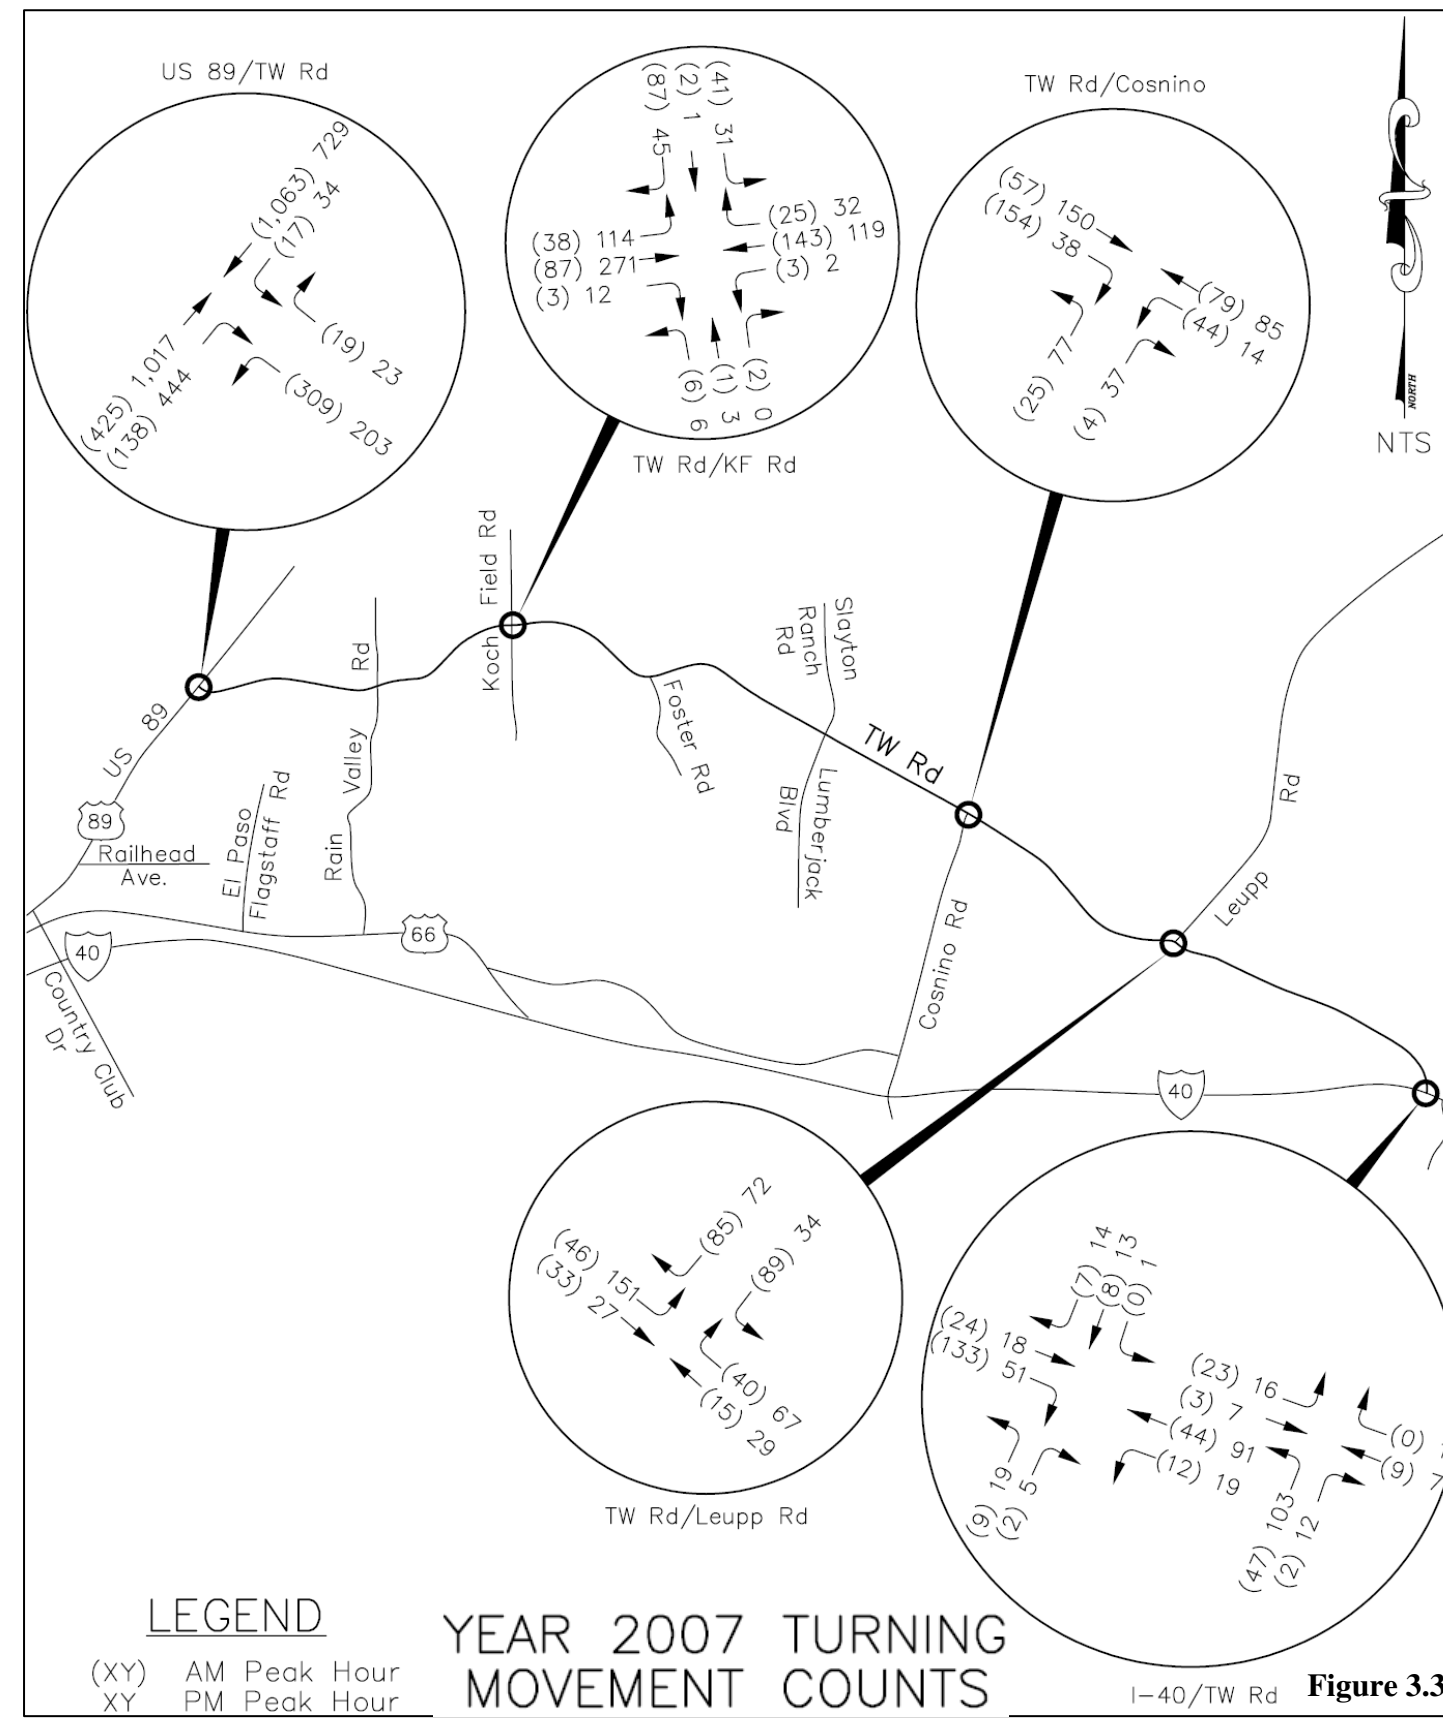 US 89/TW Rd
(1,063) 729
(17) 34
(425) 1,017
(138) 444
(19) 23
(309) 203
(87) 45
(2) 1
(41) 31
(38) 114
(87) 271
(3) 12
(25) 32
(143) 119
(3) 2
(6) 6
(1) 3
(2) 0
TW Rd/KF Rd
TW Rd/Cosnino
(57) 150
(154) 38
(79) 85
(44) 14
(25) 77
(4) 37
NORTH
NTS
US 89
89
Railhead
Ave.
El Paso
Flagstaff Rd
Rain Valley Rd
Koch Field Rd
Foster Rd
Slayton
Ranch
Rd
Lumberjack
Blvd
TW Rd
Cosnino Rd
Leupp Rd
66
40
Country Club
Dr
40
(46) 151
(33) 27
(85) 72
(89) 34
(40) 67
(15) 29
TW Rd/Leupp Rd
(7) 14
(8) 13
(0) 1
(24) 18
(133) 51
(23) 16
(3) 7
(44) 91
(12) 19
(9) 19
(2) 5
(0)
(9) 7
(47) 103
(2) 12
I-40/TW Rd
LEGEND
(XY) AM Peak Hour
XY PM Peak Hour
YEAR 2007 TURNING
MOVEMENT COUNTS
Figure 3.3